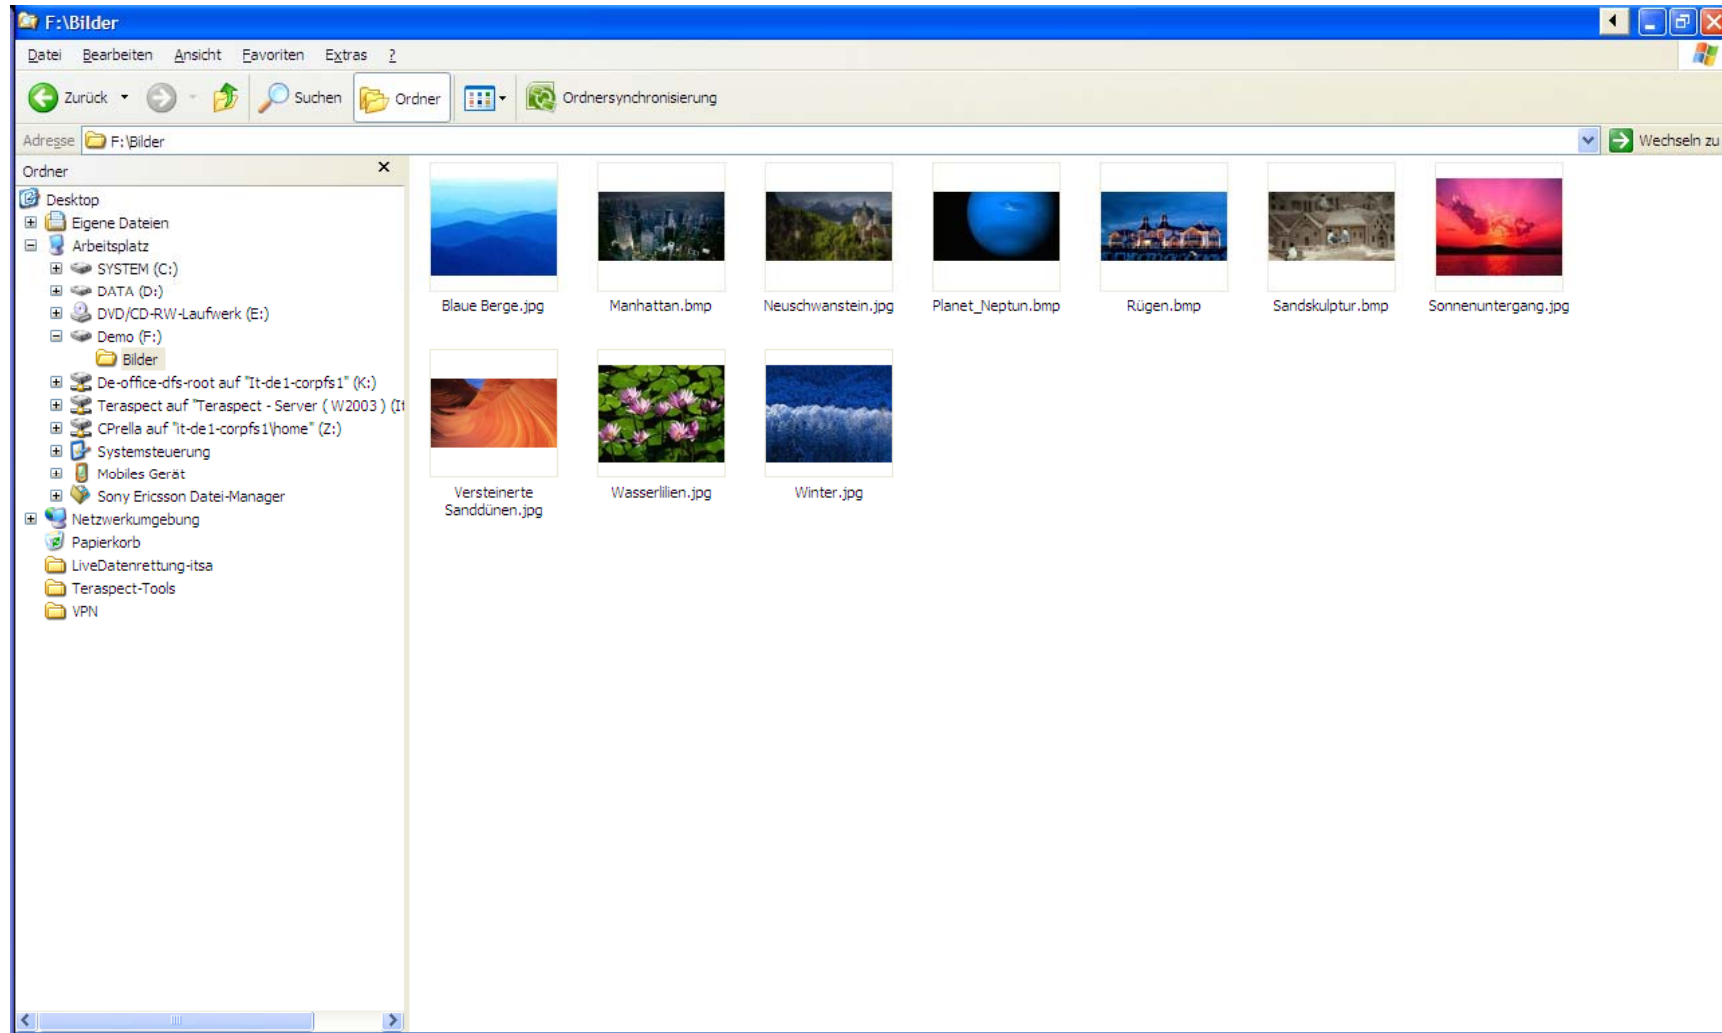 F:\Bilder
Datei Bearbeiten Ansicht Favoriten Extras ?
Zurück Suchen Ordner Ordnersynchronisierung
Adresse F:\Bilder Wechseln zu
Ordner
Desktop
Eigene Dateien
Arbeitsplatz
SYSTEM (C:)
DATA (D:)
DVD/CD-RW-Laufwerk (E:)
Demo (F:)
Bilder
De-office-dfs-root auf "It-de1-corpfs1" (K:)
Teraspect auf "Teraspect - Server ( W2003 ) (It
CPrella auf "it-de1-corpfs1\home" (Z:)
Systemsteuerung
Mobiles Gerät
Sony Ericsson Datei-Manager
Netzwerkumgebung
Papierkorb
LiveDatenrettung-itsa
Teraspect-Tools
VPN
Blaue Berge.jpg Manhattan.bmp Neuschwanstein.jpg Planet_Neptun.bmp Rügen.bmp Sandskulptur.bmp Sonnenuntergang.jpg
Versteinerte Wasserlilien.jpg Winter.jpg
Sanddünen.jpg